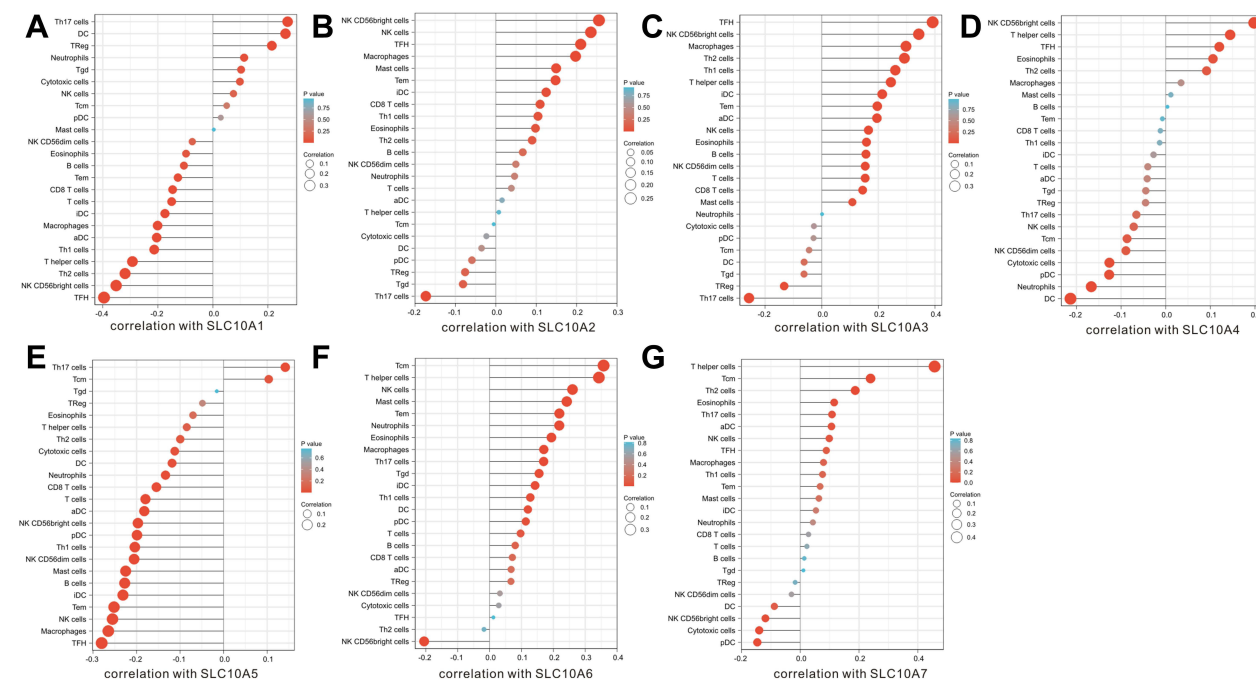 A
Th17 cells
DC
TReg
Neutrophils
Tgd
Cytotoxic cells
NK cells
Tcm
pDC
Mast cells
NK CD56dim cells
Eosinophils
B cells
Tem
CD8 T cells
T cells
iDC
Macrophages
aDC
Th1 cells
T helper cells
Th2 cells
NK CD56bright cells
TFH
-0.4 -0.2 0.0 0.2
correlation with SLC10A1
P value
0.75
0.50
0.25
Correlation
0.1
0.2
0.3
B
NK CD56bright cells
NK cells
TFH
Macrophages
Mast cells
Tem
iDC
CD8 T cells
Th1 cells
Eosinophils
Th2 cells
B cells
NK CD56dim cells
Neutrophils
T cells
aDC
T helper cells
Tcm
Cytotoxic cells
DC
pDC
TReg
Tgd
Th17 cells
-0.2 -0.1 0.0 0.1 0.2 0.3
correlation with SLC10A2
P value
0.75
0.50
0.25
Correlation
0.05
0.10
0.15
0.20
0.25
C
TFH
NK CD56bright cells
Macrophages
Th2 cells
Th1 cells
T helper cells
iDC
Tem
aDC
NK cells
Eosinophils
B cells
NK CD56dim cells
T cells
CD8 T cells
Mast cells
Neutrophils
Cytotoxic cells
pDC
Tcm
DC
Tgd
TReg
Th17 cells
-0.2 0.0 0.2 0.4
correlation with SLC10A3
P value
0.75
0.50
0.25
Correlation
0.1
0.2
0.3
D
NK CD56bright cells
T helper cells
TFH
Eosinophils
Th2 cells
Macrophages
Mast cells
B cells
Tem
CD8 T cells
Th1 cells
iDC
T cells
aDC
Tgd
TReg
Th17 cells
NK cells
Tcm
NK CD56dim cells
Cytotoxic cells
pDC
Neutrophils
DC
-0.2 -0.1 0.0 0.1
correlation with SLC10A4
E
Th17 cells
Tcm
Tgd
TReg
Eosinophils
T helper cells
Th2 cells
Cytotoxic cells
DC
Neutrophils
CD8 T cells
T cells
aDC
NK CD56bright cells
pDC
Th1 cells
NK CD56dim cells
Mast cells
B cells
iDC
Tem
NK cells
Macrophages
TFH
-0.3 -0.2 -0.1 0.0 0.1
correlation with SLC10A5
P value
0.6
0.4
0.2
Correlation
0.1
0.2
F
Tcm
T helper cells
NK cells
Mast cells
Tem
Neutrophils
Eosinophils
Macrophages
Th17 cells
Tgd
iDC
Th1 cells
DC
pDC
T cells
B cells
CD8 T cells
aDC
TReg
NK CD56dim cells
Cytotoxic cells
TFH
Th2 cells
NK CD56bright cells
-0.2 -0.1 0.0 0.1 0.2 0.3 0.4
correlation with SLC10A6
P value
0.8
0.6
0.4
0.2
Correlation
0.1
0.2
0.3
G
T helper cells
Tcm
Th2 cells
Eosinophils
Th17 cells
aDC
NK cells
TFH
Macrophages
Th1 cells
Tem
Mast cells
iDC
Neutrophils
CD8 T cells
T cells
B cells
Tgd
TReg
NK CD56dim cells
DC
NK CD56bright cells
Cytotoxic cells
pDC
-0.2 0.0 0.2 0.4
correlation with SLC10A7
P value
0.8
0.6
0.4
0.2
0.0
Correlation
0.1
0.2
0.3
0.4